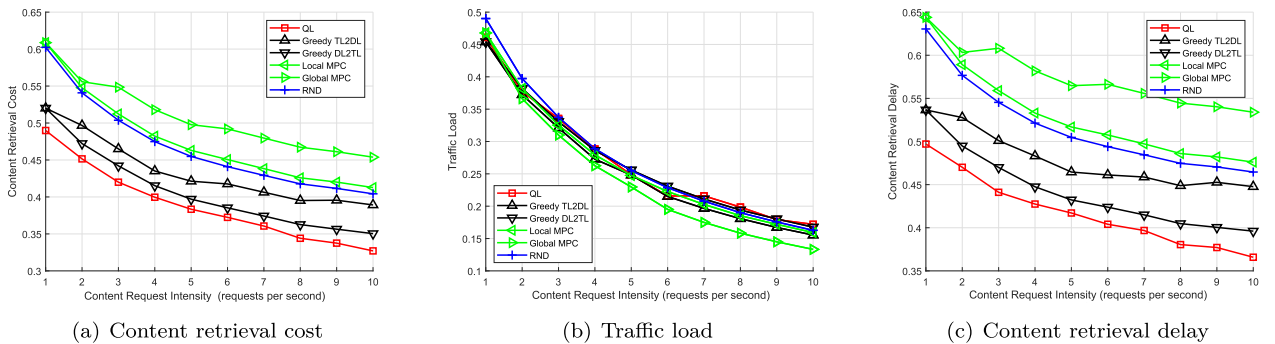 0.65
0.6
0.55
0.5
0.45
0.4
0.35
0.3
Content Retrieval Cost
QL
Greedy TL2DL
Greedy DL2TL
Local MPC
Global MPC
RND
1 2 3 4 5 6 7 8 9 10
Content Request Intensity (requests per second)
(a) Content retrieval cost
0.5
0.45
0.4
0.35
0.3
0.25
0.2
0.15
0.1
Traffic Load
QL
Greedy TL2DL
Greedy DL2TL
Local MPC
Global MPC
RND
1 2 3 4 5 6 7 8 9 10
Content Request Intensity (requests per second)
(b) Traffic load
0.65
0.6
0.55
0.5
0.45
0.4
0.35
Content Retrieval Delay
QL
Greedy TL2DL
Greedy DL2TL
Local MPC
Global MPC
RND
1 2 3 4 5 6 7 8 9 10
Content Request Intensity (requests per second)
(c) Content retrieval delay